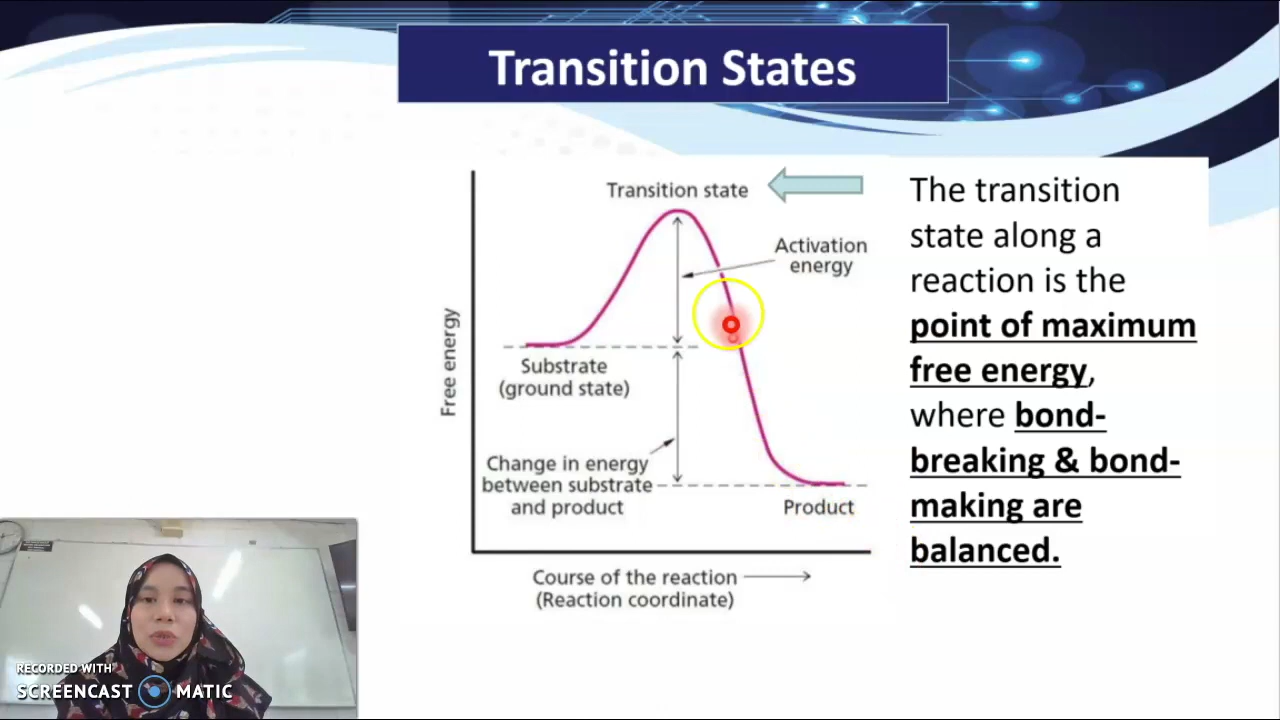 Transition States
Transition state
Activation
energy
Free energy
Substrate
(ground state)
Change in energy
between substrate
and product
Product
Course of the reaction
(Reaction coordinate)
The transition
state along a
reaction is the
point of maximum
free energy,
where bond-
breaking & bond-
making are
balanced.
RECORDED WITH
SCREENCAST MATIC